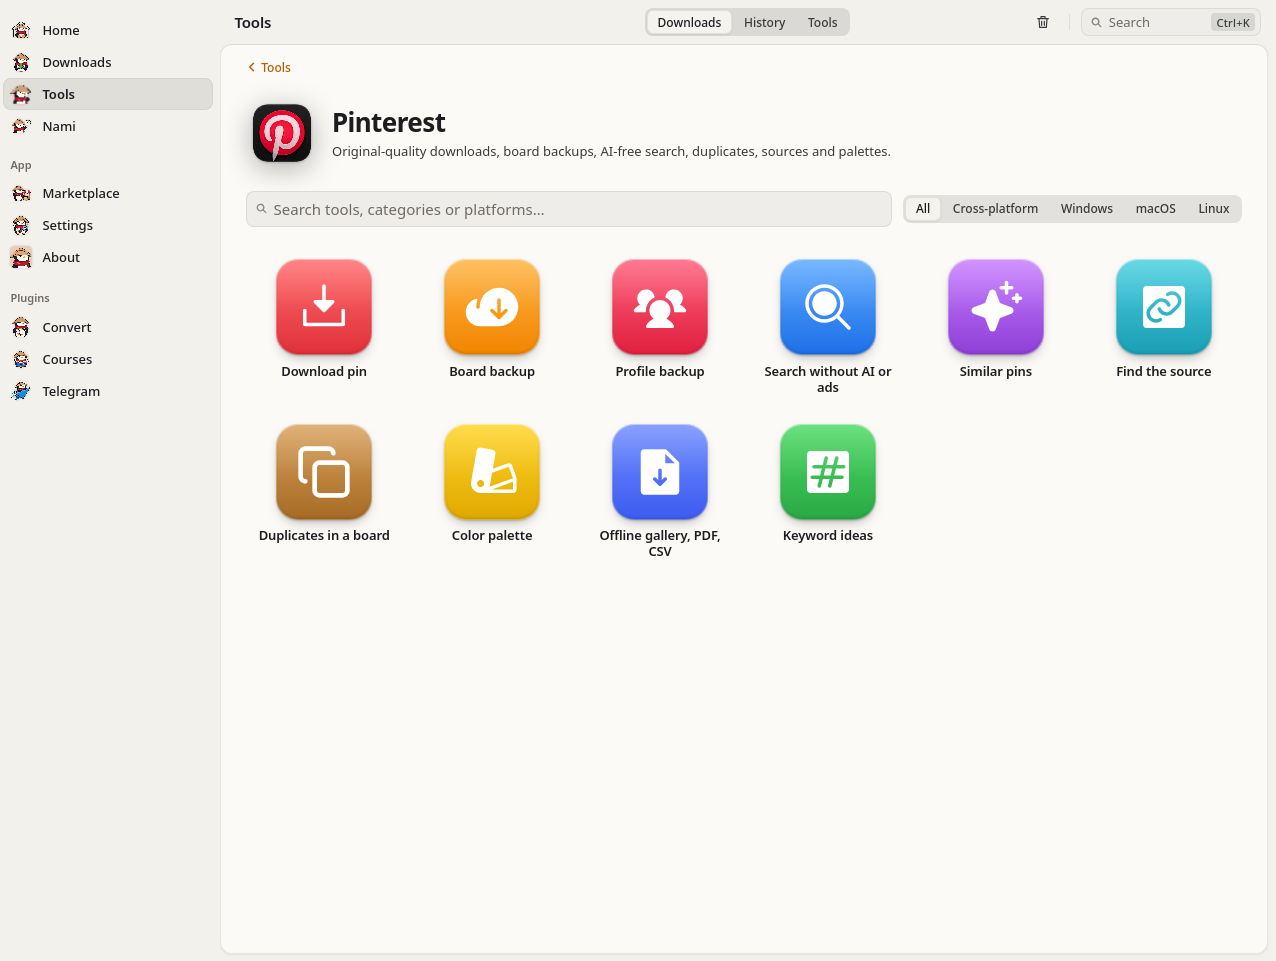 Home
Downloads
Tools
Nami
App
Marketplace
Settings
About
Plugins
Convert
Courses
Telegram
Tools
Downloads
History
Tools
Search
Ctrl+K
Tools
Pinterest
Original-quality downloads, board backups, AI-free search, duplicates, sources and palettes.
Search tools, categories or platforms...
All
Cross-platform
Windows
macOS
Linux
Download pin
Board backup
Profile backup
Search without AI or
ads
Similar pins
Find the source
Duplicates in a board
Color palette
Offline gallery, PDF,
CSV
Keyword ideas